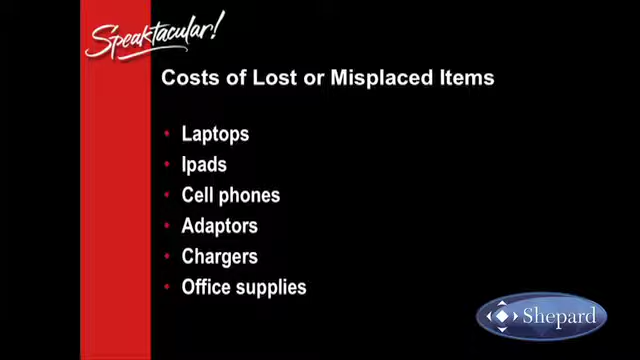 Speaktacular!
Costs of Lost or Misplaced Items
• Laptops
• Ipads
• Cell phones
• Adaptors
• Chargers
• Office supplies
Shepard